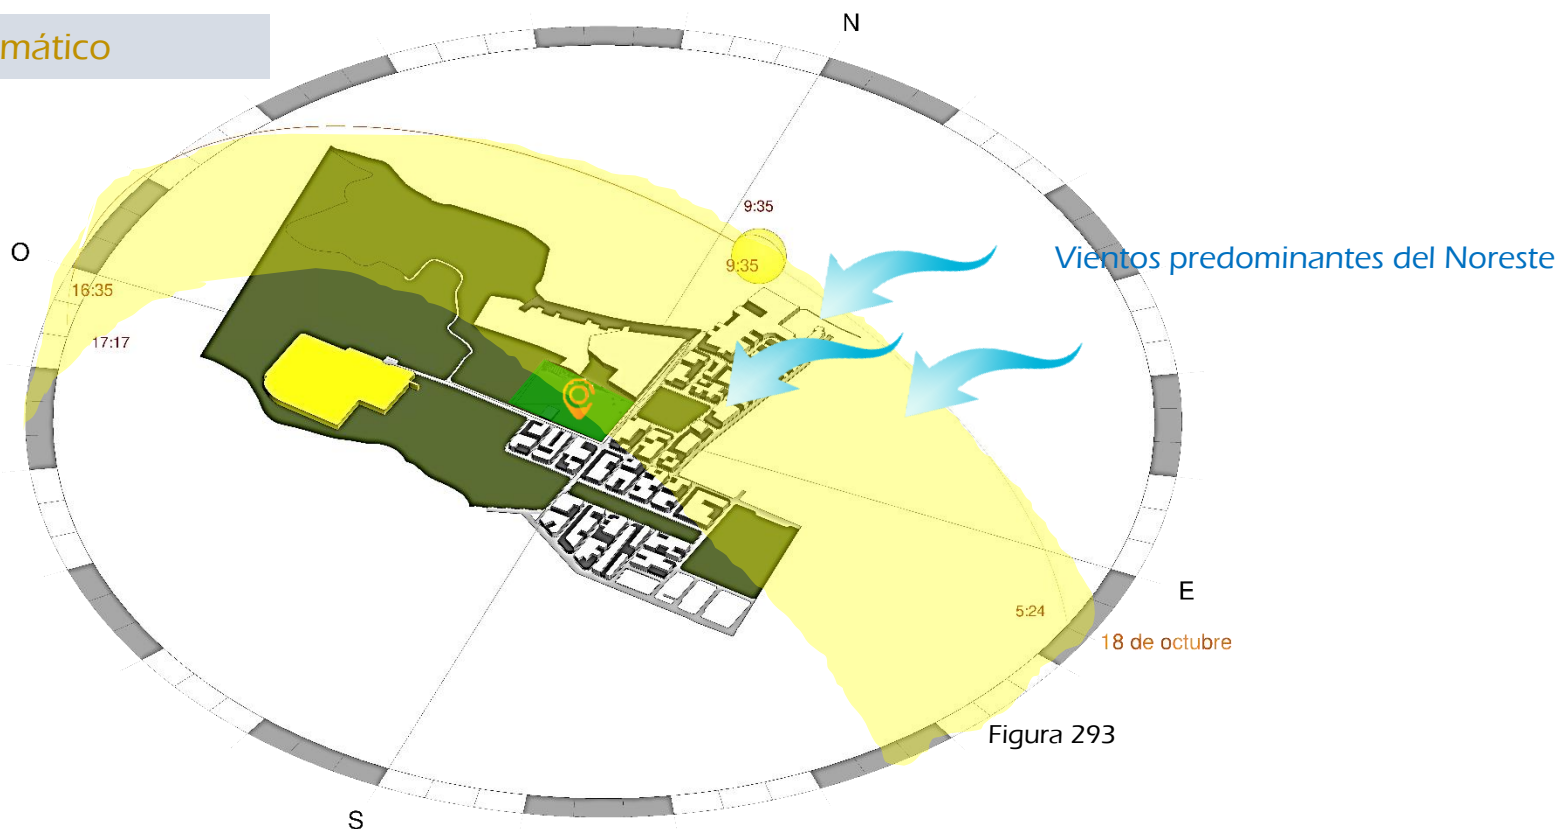 mático
N
9:35
9:35
O
Vientos predominantes del Noreste
16:35
17:17
E
5:24
18 de octubre
Figura 293
S